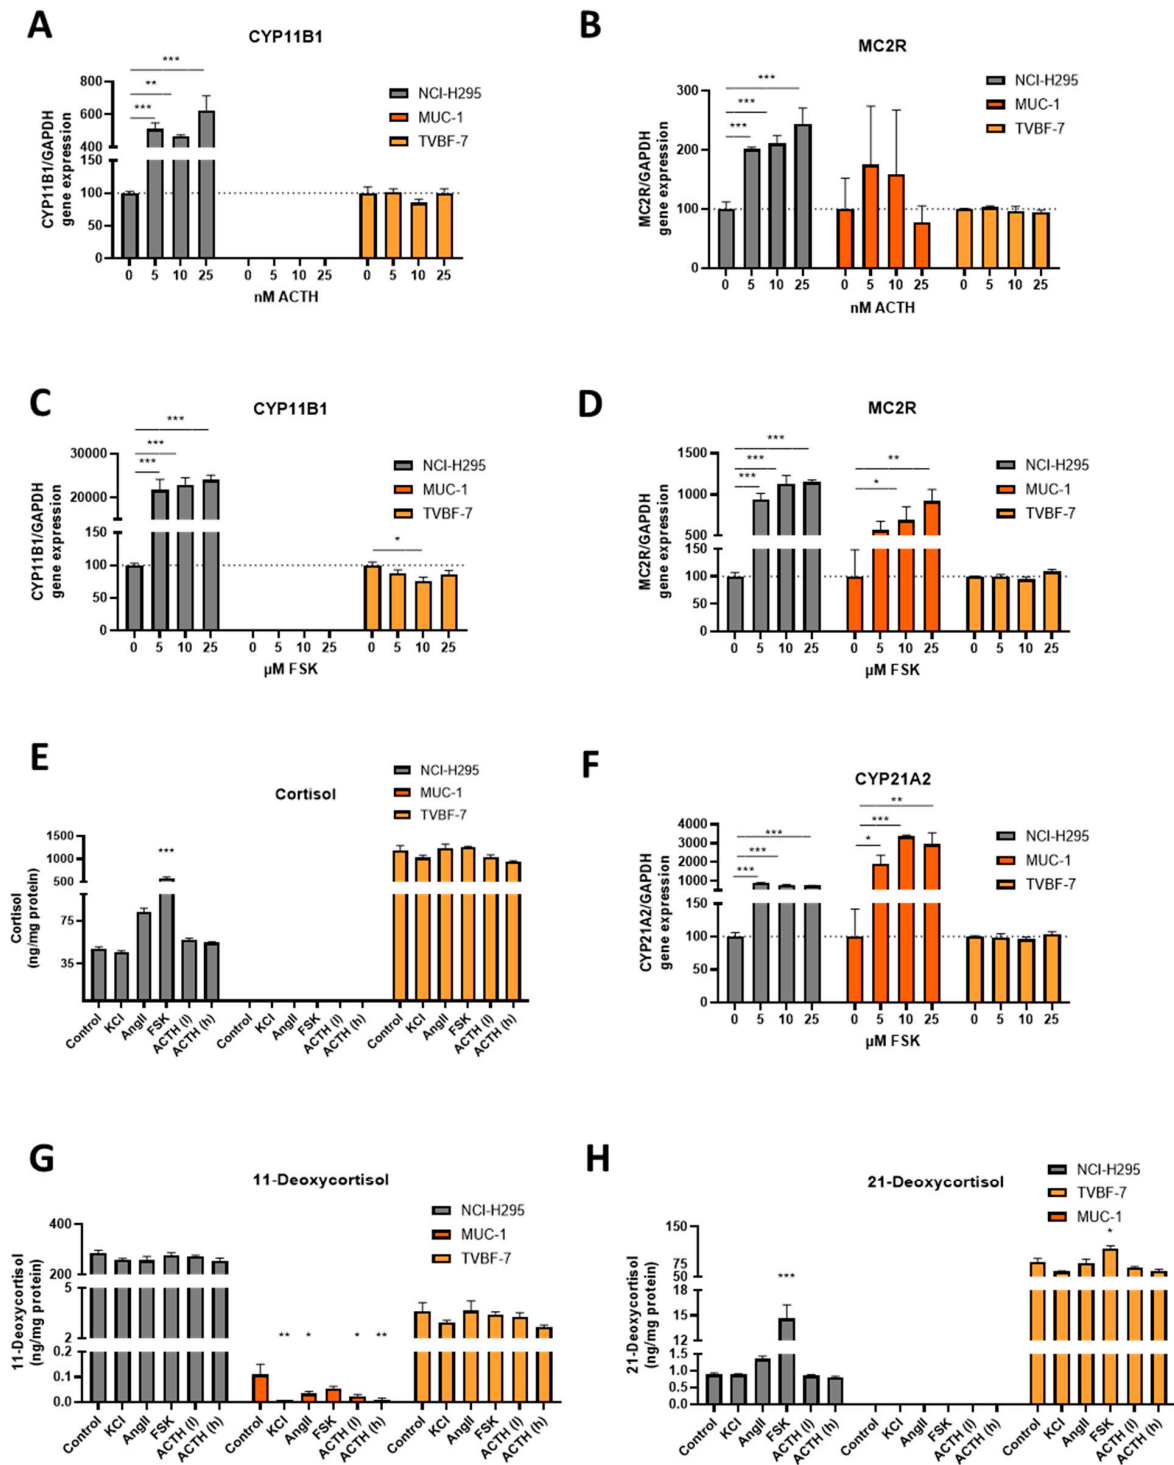 A
CYP11B1
CYP11B1/GAPDH
gene expression
800
600
400
150
100
50
0
***
**
***
NCI-H295
MUC-1
TVBF-7
0 5 10 25 0 5 10 25 0 5 10 25
nM ACTH
B
MC2R
MC2R/GAPDH
gene expression
300
200
100
0
***
***
***
NCI-H295
MUC-1
TVBF-7
0 5 10 25 0 5 10 25 0 5 10 25
nM ACTH
C
CYP11B1
CYP11B1/GAPDH
gene expression
30000
20000
150
100
50
0
***
***
***
*
NCI-H295
MUC-1
TVBF-7
0 5 10 25 0 5 10 25 0 5 10 25
µM FSK
D
MC2R
MC2R/GAPDH
gene expression
1500
1000
500
150
100
50
0
***
***
***
**
*
NCI-H295
MUC-1
TVBF-7
0 5 10 25 0 5 10 25 0 5 10 25
µM FSK
E
Cortisol
Cortisol
(ng/mg protein)
1500
1000
500
75
35
***
NCI-H295
MUC-1
TVBF-7
Control KCl AngII FSK ACTH (l) ACTH (h) Control KCl AngII FSK ACTH (l) ACTH (h) Control KCl AngII FSK ACTH (l) ACTH (h)
F
CYP21A2
CYP21A2/GAPDH
gene expression
4000
3000
2000
1000
150
100
50
0
***
***
***
**
***
*
NCI-H295
MUC-1
TVBF-7
0 5 10 25 0 5 10 25 0 5 10 25
µM FSK
G
11-Deoxycortisol
11-Deoxycortisol
(ng/mg protein)
400
200
5
2
0.2
0.1
0.0
** * * **
NCI-H295
MUC-1
TVBF-7
Control KCl AngII FSK ACTH (l) ACTH (h) Control KCl AngII FSK ACTH (l) ACTH (h) Control KCl AngII FSK ACTH (l) ACTH (h)
H
21-Deoxycortisol
21-Deoxycortisol
(ng/mg protein)
150
75
50
18
15
12
1.5
1.0
0.5
0.0
***
*
NCI-H295
TVBF-7
MUC-1
Control KCl AngII FSK ACTH (l) ACTH (h) Control KCl AngII FSK ACTH (l) ACTH (h) Control KCl AngII FSK ACTH (l) ACTH (h)